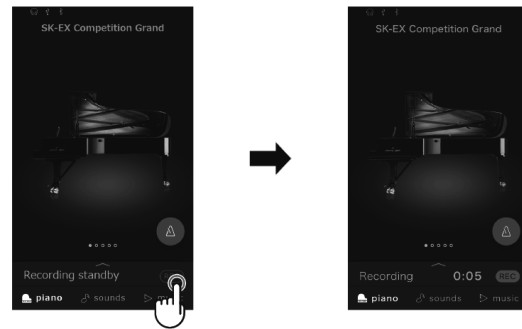 SK-EX Competition Grand
Recording standby
piano sounds music
SK-EX Competition Grand
Recording 0:05 REC
piano sounds music